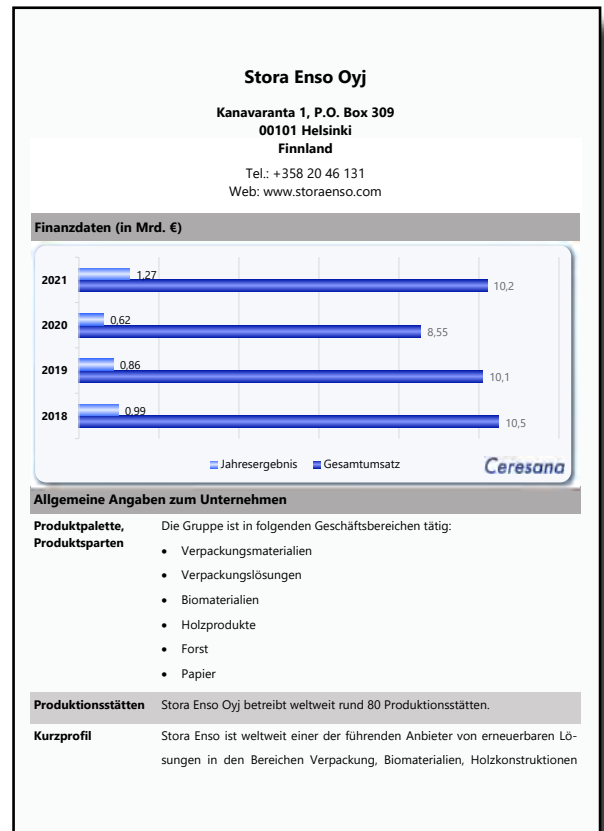 Stora Enso Oyj
Kanavaranta 1, P.O. Box 309
00101 Helsinki
Finnland
Tel.: +358 20 46 131
Web: www.storaenso.com
Finanzdaten (in Mrd. €)
2021 1,27 10,2
2020 0,62 8,55
2019 0,86 10,1
2018 0,99 10,5
Jahresergebnis Gesamtumsatz
Ceresana
Allgemeine Angaben zum Unternehmen
Produktpalette, Die Gruppe ist in folgenden Geschäftsbereichen tätig:
Produktsparten
• Verpackungsmaterialien
• Verpackungslösungen
• Biomaterialien
• Holzprodukte
• Forst
• Papier
Produktionsstätten Stora Enso Oyj betreibt weltweit rund 80 Produktionsstätten.
Kurzprofil Stora Enso ist weltweit einer der führenden Anbieter von erneuerbaren Lö-
sungen in den Bereichen Verpackung, Biomaterialien, Holzkonstruktionen